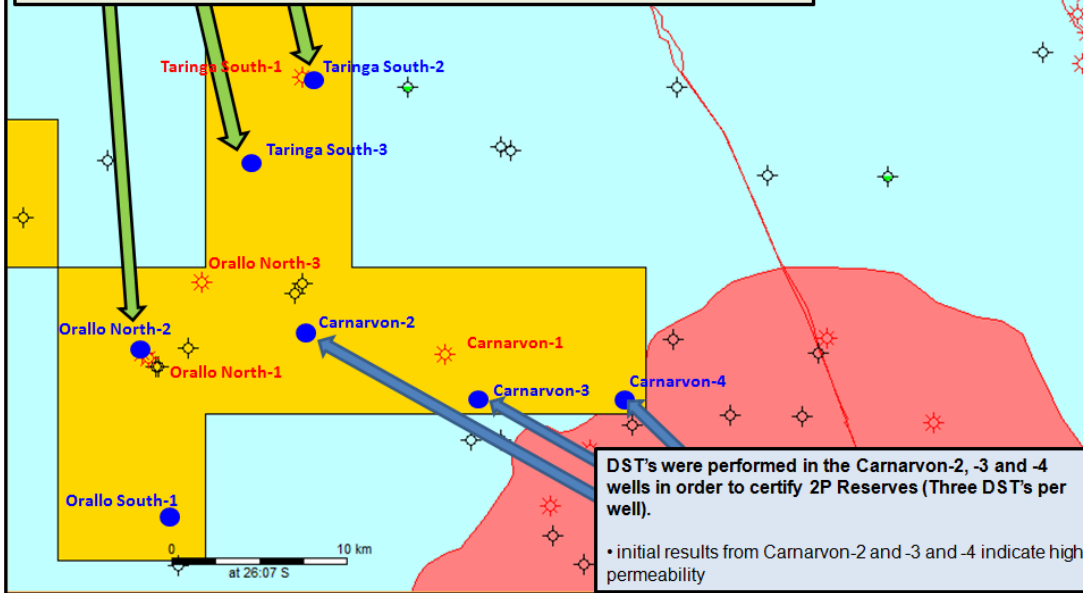 Taringa South-1
Taringa South-2
Taringa South-3
Orallo North-3
Orallo North-2
Carnarvon-2
Carnarvon-1
Orallo North-1
Carnarvon-3
Carnarvon-4
DST's were performed in the Carnarvon-2, -3 and -4
wells in order to certify 2P Reserves (Three DST's per
well).
• initial results from Carnarvon-2 and -3 and -4 indicate high
permeability
Orallo South-1
0 10 km
at 26:07 S